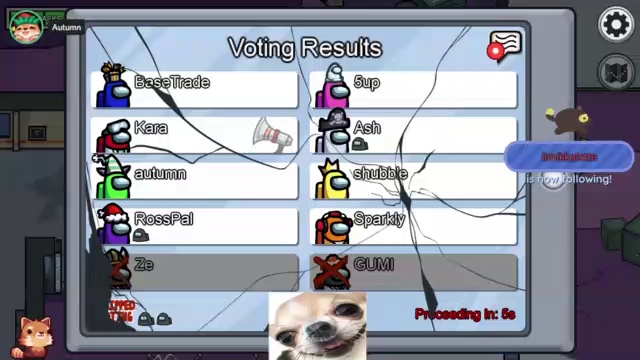 Autumn
Voting Results
BaseTrade
5up
Kara
Ash
autumn
shubble
RossPal
Sparkly
Ze
GUMI
Proceeding In: 5s
is now following!